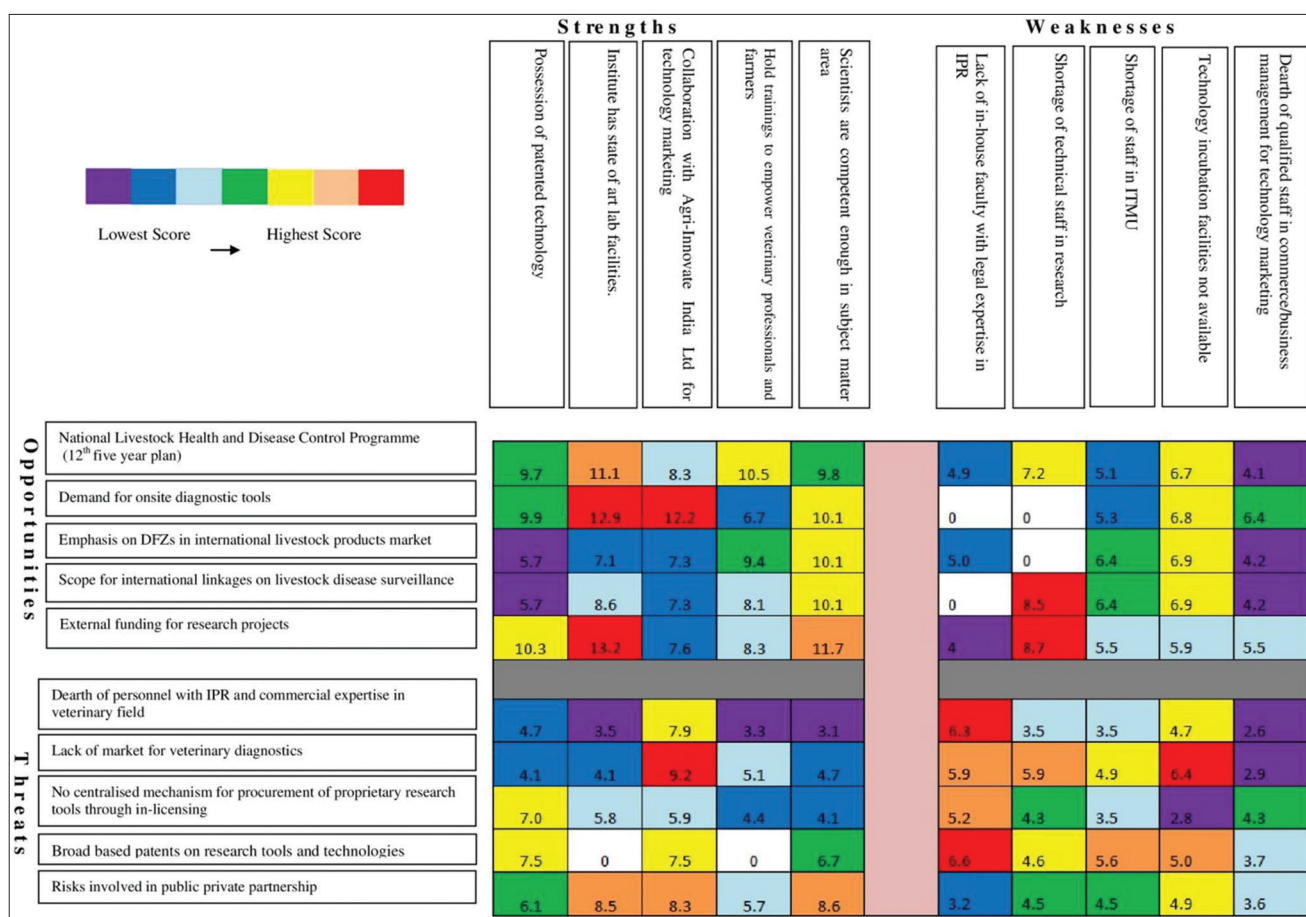 Strengths
Weaknesses
Possession of patented technology
Institute has state of art lab facilities.
Collaboration with Agri-Innovate India Ltd for
technology marketing
Hold trainings to empower veterinary professionals and
farmers
Scientists are competent enough in subject matter
area
Lack of in-house faculty with legal expertise in
IPR
Shortage of technical staff in research
Shortage of staff in ITMU
Technology incubation facilities not available
Dearth of qualified staff in commerce/business
management for technology marketing
Lowest Score → Highest Score
Opportunities
National Livestock Health and Disease Control Programme
(12th five year plan)
9.7 11.1 8.3 10.5 9.8 4.9 7.2 5.1 6.7 4.1
Demand for onsite diagnostic tools
9.9 12.9 12.2 6.7 10.1 0 0 5.3 6.8 6.4
Emphasis on DFZs in international livestock products market
5.7 7.1 7.3 9.4 10.1 5.0 0 6.4 6.9 4.2
Scope for international linkages on livestock disease surveillance
5.7 8.6 7.3 8.1 10.1 0 8.5 6.4 6.9 4.2
External funding for research projects
10.3 13.2 7.6 8.3 11.7 4 8.7 5.5 5.9 5.5
Threats
Dearth of personnel with IPR and commercial expertise in
veterinary field
4.7 3.5 7.9 3.3 3.1 6.3 3.5 3.5 4.7 2.6
Lack of market for veterinary diagnostics
4.1 4.1 9.2 5.1 4.7 5.9 5.9 4.9 6.4 2.9
No centralised mechanism for procurement of proprietary research
tools through in-licensing
7.0 5.8 5.9 4.4 4.1 5.2 4.3 3.5 2.8 4.3
Broad based patents on research tools and technologies
7.5 0 7.5 0 6.7 6.6 4.6 5.6 5.0 3.7
Risks involved in public private partnership
6.1 8.5 8.3 5.7 8.6 3.2 4.5 4.5 4.9 3.6